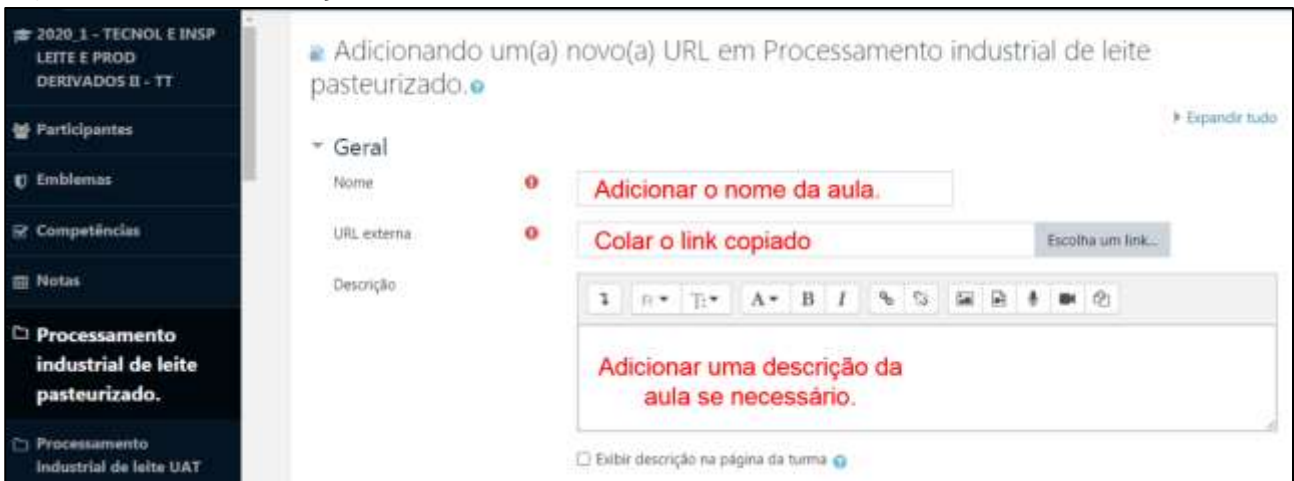 2020_1 - TECNOL E INSP
LEITE E PROD
DERIVADOS II - TT
Participantes
Emblemas
Competências
Notas
Processamento
industrial de leite
pasteurizado.
Processamento
industrial de leite UAT
Adicionando um(a) novo(a) URL em Processamento industrial de leite
pasteurizado.
Expandir tudo
Geral
Nome
Adicionar o nome da aula.
URL externa
Colar o link copiado
Escolha um link...
Descrição
A B I
Adicionar uma descrição da
aula se necessário.
Exibir descrição na página da turma